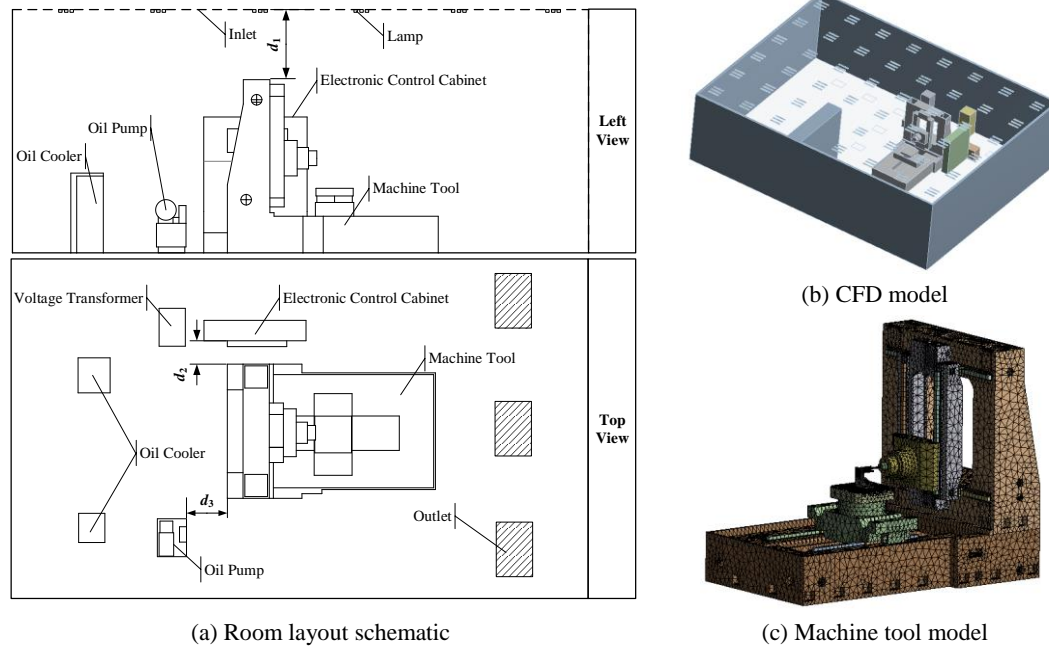 Inlet
Lamp
d1
Electronic Control Cabinet
Oil Pump
Oil Cooler
Machine Tool
Left
View
Voltage Transformer
Electronic Control Cabinet
d2
Machine Tool
Oil Cooler
d3
Outlet
Oil Pump
Top
View
(a) Room layout schematic
(b) CFD model
(c) Machine tool model